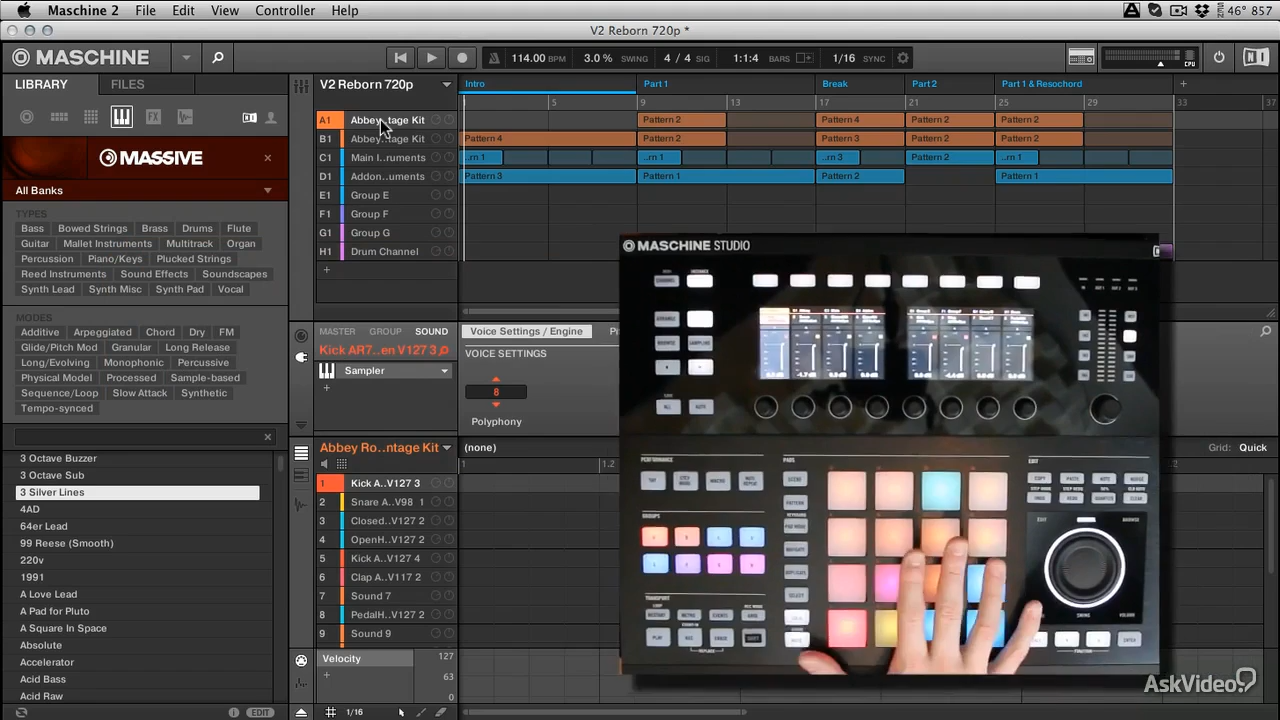 Maschine 2 File Edit View Controller Help 46° 857
V2 Reborn 720p *
MASCHINE 114.00 BPM 3.0 % SWING 4 / 4 SIG 1:1:4 BARS 1/16 SYNC CPU
LIBRARY FILES V2 Reborn 720p Intro Part 1 Break Part 2 Part 1 & Resochord +
1 5 9 13 17 21 25 29 33 37
A1 Abbey...tage Kit Pattern 2 Pattern 4 Pattern 2 Pattern 2
B1 Abbey...tage Kit Pattern 4 Pattern 2 Pattern 3 Pattern 2 Pattern 2
MASSIVE C1 Main I..ruments ..rn 1 ..rn 1 ..rn 3 Pattern 2 ..rn 1
D1 Addon..uments Pattern 3 Pattern 1 Pattern 2 Pattern 1
All Banks
E1 Group E
F1 Group F
G1 Group G
H1 Drum Channel
TYPES
Bass Bowed Strings Brass Drums Flute
Guitar Mallet Instruments Multitrack Organ
Percussion Piano/Keys Plucked Strings
Reed Instruments Sound Effects Soundscapes
Synth Lead Synth Misc Synth Pad Vocal
MODES
Additive Arpeggiated Chord Dry FM
Glide/Pitch Mod Granular Long Release
Long/Evolving Monophonic Percussive
Physical Model Processed Sample-based
Sequence/Loop Slow Attack Synthetic
Tempo-synced
MASTER GROUP SOUND Voice Settings / Engine
Kick AR7...en V127 3 VOICE SETTINGS
Sampler
8
Polyphony
MASCHINE STUDIO
3 Octave Buzzer
3 Octave Sub
3 Silver Lines
4AD
64er Lead
99 Reese (Smooth)
220v
1991
A Love Lead
A Pad for Pluto
A Square In Space
Absolute
Accelerator
Acid Bass
Acid Raw
EDIT
Abbey Ro..ntage Kit (none) Grid: Quick
1 1.2
1 Kick A..V127 3
2 Snare A..V98 1
3 Closed..V127 2
4 OpenH..V127 2
5 Kick A..V127 4
6 Clap A..V117 2
7 Sound 7
8 PedalH..V127 2
9 Sound 9
Velocity 127
63
0
1/16
AskVideo